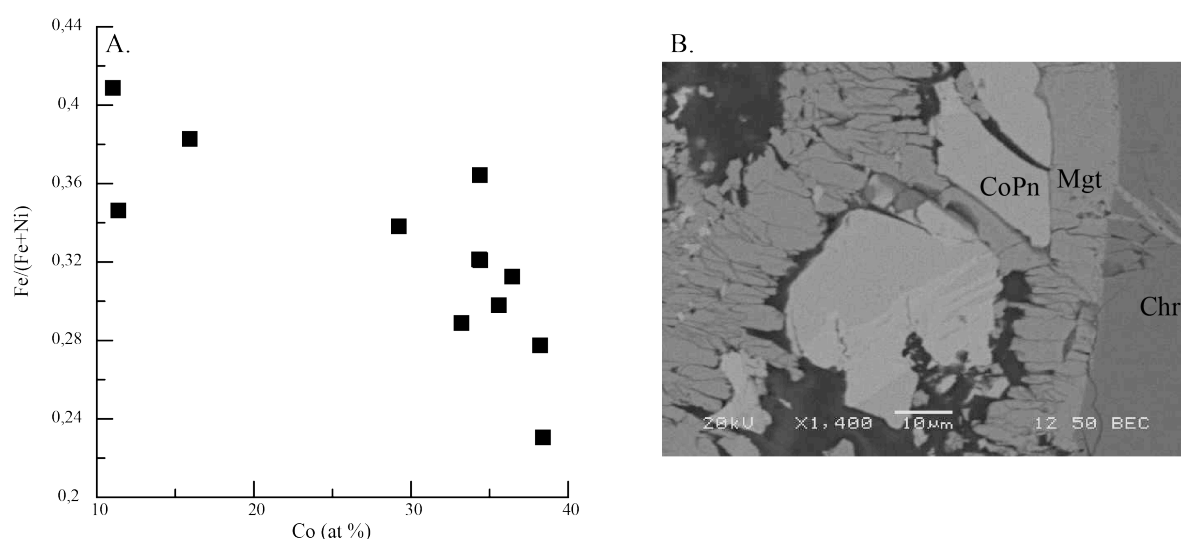 A.
0,44
0,4
0,36
0,32
0,28
0,24
0,2
Fe/(Fe+Ni)
10 20 30 40
Co (at %)
B.
CoPn Mgt
Chr
20kV X1,400 10µm 12 50 BEC